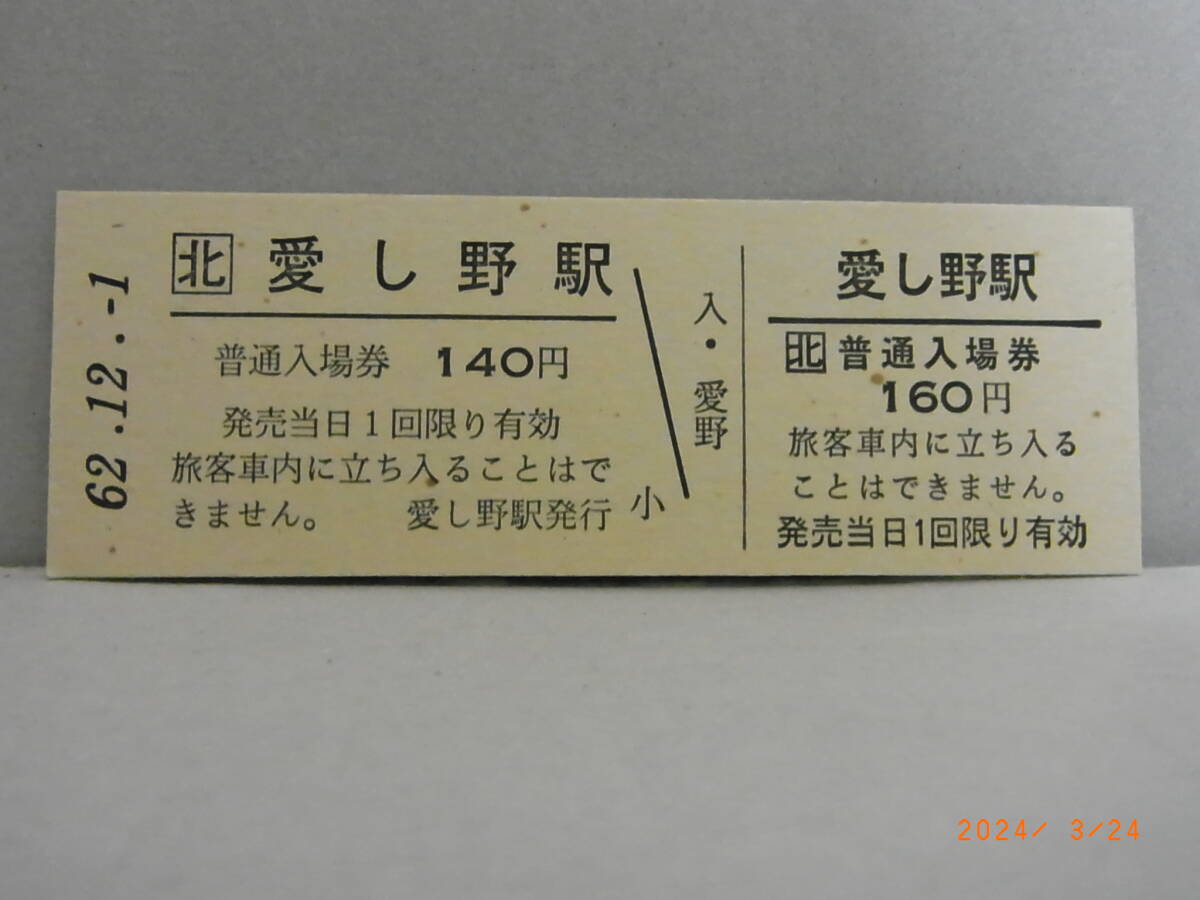 62.12.-1
北 愛し野駅
普通入場券 140円
発売当日1回限り有効
旅客車内に立ち入ることはで
きません。 愛し野駅発行
小
入・愛野
愛し野駅
北 普通入場券
160円
旅客車内に立ち入る
ことはできません。
発売当日1回限り有効
2024/ 3/24